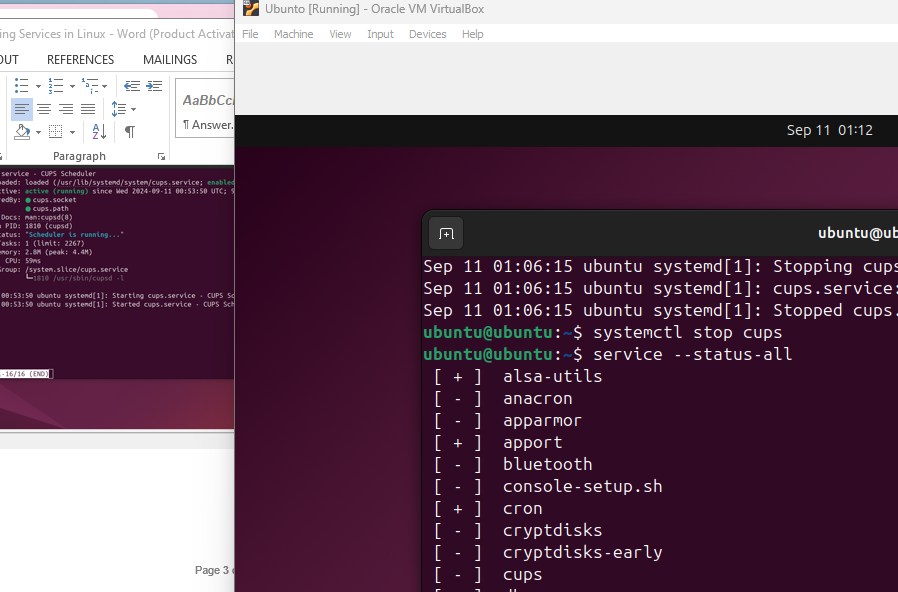 ing Services in Linux - Word (Product Activat
OUT REFERENCES MAILINGS R
AaBbCcI
¶ Answer.
Paragraph
service - CUPS Scheduler
oaded: loaded (/usr/lib/systemd/system/cups.service; enabled
ctive: active (running) since Wed 2024-09-11 00:53:50 UTC; 9
redBy: ● cups.socket
● cups.path
Docs: man:cupsd(8)
PID: 1810 (cupsd)
tatus: "Scheduler is running..."
Tasks: 1 (limit: 2267)
emory: 2.8M (peak: 4.4M)
CPU: 59ms
Group: /system.slice/cups.service
└─1810 /usr/sbin/cupsd -l
00:53:50 ubuntu systemd[1]: Starting cups.service - CUPS Sc
00:53:50 ubuntu systemd[1]: Started cups.service - CUPS Sch
-16/16 (END)
Page 3
Ubunto [Running] - Oracle VM VirtualBox
File Machine View Input Devices Help
Sep 11 01:12
ubuntu@ub
Sep 11 01:06:15 ubuntu systemd[1]: Stopping cups
Sep 11 01:06:15 ubuntu systemd[1]: cups.service:
Sep 11 01:06:15 ubuntu systemd[1]: Stopped cups.
ubuntu@ubuntu:~$ systemctl stop cups
ubuntu@ubuntu:~$ service --status-all
[ + ] alsa-utils
[ - ] anacron
[ - ] apparmor
[ + ] apport
[ - ] bluetooth
[ - ] console-setup.sh
[ + ] cron
[ - ] cryptdisks
[ - ] cryptdisks-early
[ - ] cups